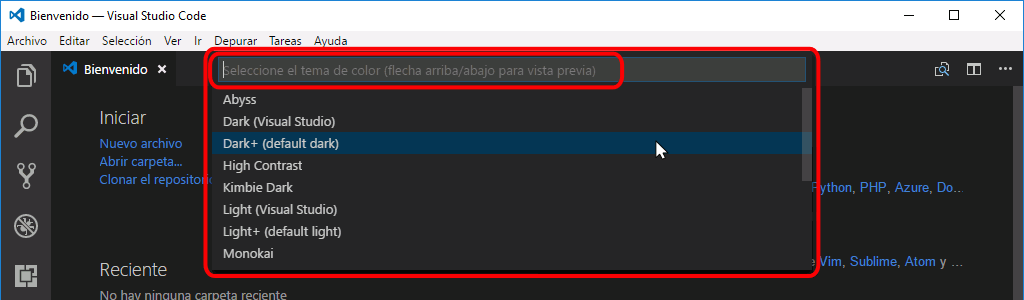 Bienvenido — Visual Studio Code
Archivo Editar Selección Ver Ir Depurar Tareas Ayuda
Bienvenido
Seleccione el tema de color (flecha arriba/abajo para vista previa)
Abyss
Dark (Visual Studio)
Dark+ (default dark)
High Contrast
Kimbie Dark
Light (Visual Studio)
Light+ (default light)
Monokai
Iniciar
Nuevo archivo
Abrir carpeta...
Clonar el repositorio
Python, PHP, Azure, Do...
Vim, Sublime, Atom y ...
Reciente
No hay ninguna carpeta reciente